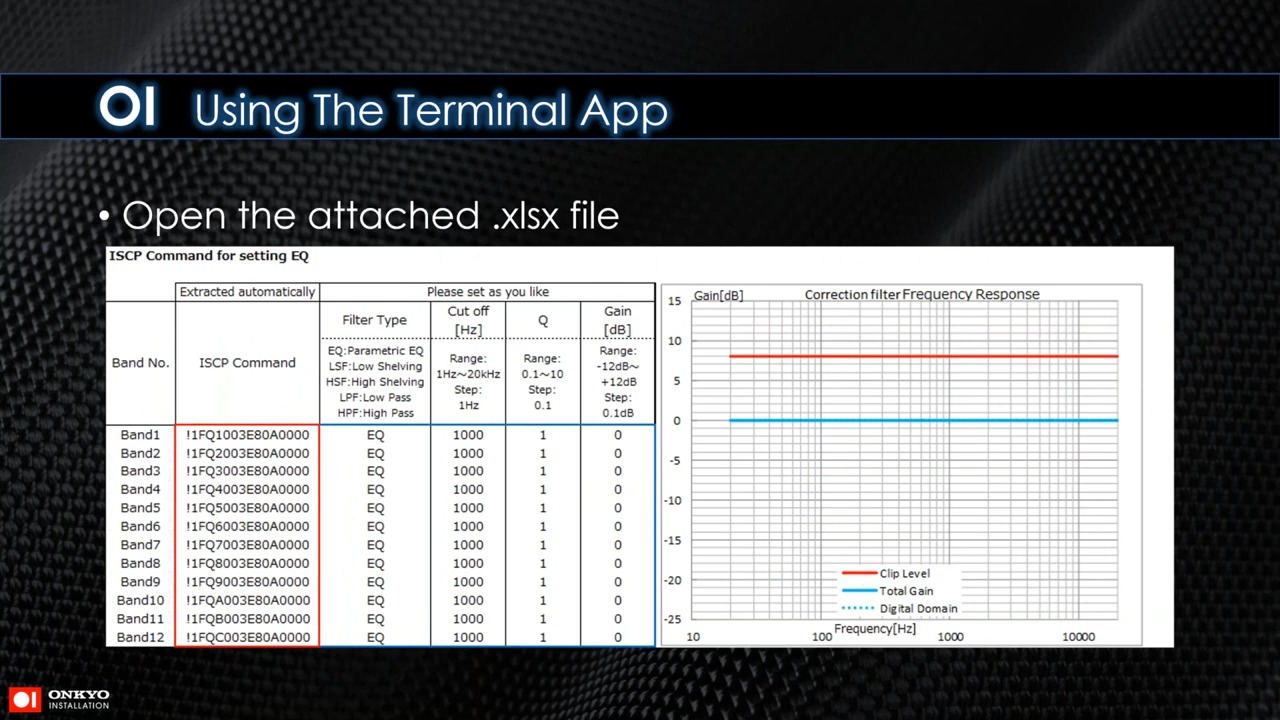 OI Using The Terminal App
• Open the attached .xlsx file
ISCP Command for setting EQ
Extracted automatically Please set as you like
Band No. ISCP Command Filter Type Cut off [Hz] Q Gain [dB]
EQ:Parametric EQ
LSF:Low Shelving
HSF:High Shelving
LPF:Low Pass
HPF:High Pass
Range:
1Hz~20kHz
Step:
1Hz
Range:
0.1~10
Step:
0.1
Range:
-12dB~
+12dB
Step:
0.1dB
Band1 !1FQ1003E80A0000 EQ 1000 1 0
Band2 !1FQ2003E80A0000 EQ 1000 1 0
Band3 !1FQ3003E80A0000 EQ 1000 1 0
Band4 !1FQ4003E80A0000 EQ 1000 1 0
Band5 !1FQ5003E80A0000 EQ 1000 1 0
Band6 !1FQ6003E80A0000 EQ 1000 1 0
Band7 !1FQ7003E80A0000 EQ 1000 1 0
Band8 !1FQ8003E80A0000 EQ 1000 1 0
Band9 !1FQ9003E80A0000 EQ 1000 1 0
Band10 !1FQA003E80A0000 EQ 1000 1 0
Band11 !1FQB003E80A0000 EQ 1000 1 0
Band12 !1FQC003E80A0000 EQ 1000 1 0
Gain[dB] Correction filter Frequency Response
15
10
5
0
-5
-10
-15
-20
-25
Clip Level
Total Gain
Digital Domain
Frequency[Hz]
10 100 1000 10000
OI ONKYO
INSTALLATION